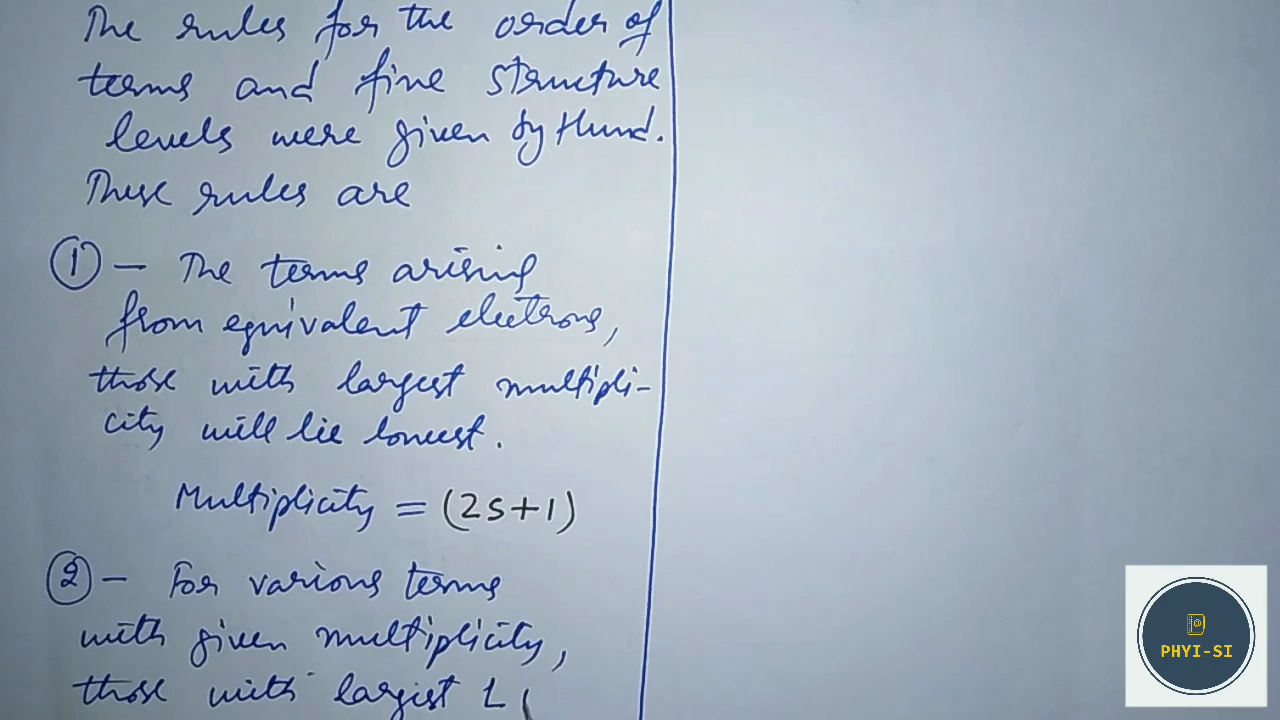 The rules for the order of
terms and fine structure
levels were given by Hund.
These rules are
① – The terms arising
from equivalent electrons,
those with largest multipli-
city will lie lowest.
Multiplicity = (2S+1)
② – For various terms
with given multiplicity,
those with largest L (
PHYI-SI